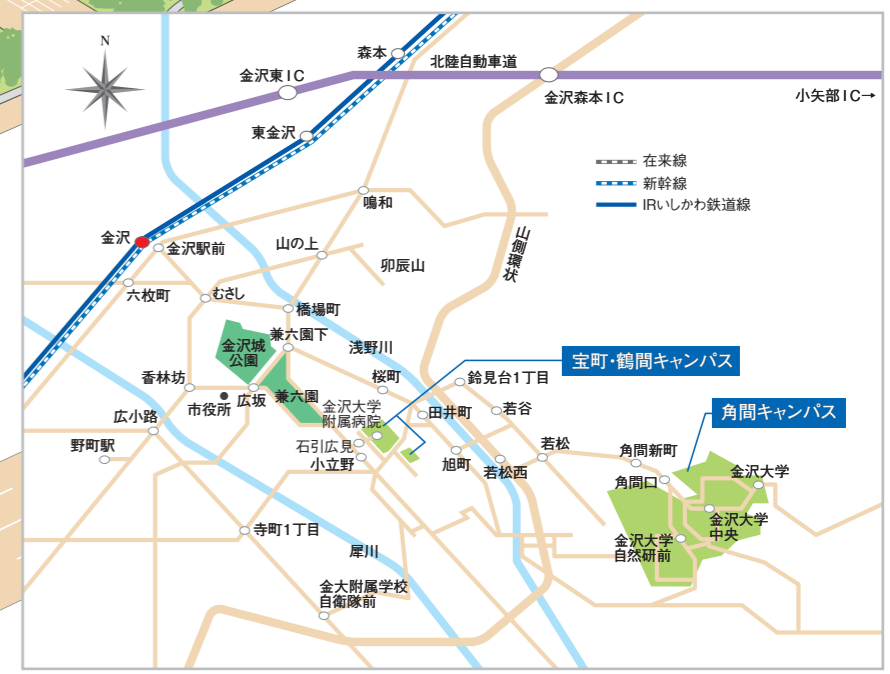 N
森本
北陸自動車道
金沢東IC
金沢森本IC
小矢部IC→
東金沢
在来線
新幹線
IRいしかわ鉄道線
鳴和
山側環状
金沢
金沢駅前
山の上
卯辰山
六枚町
むさし
橋場町
兼六園下
浅野川
金沢城
公園
宝町・鶴間キャンパス
香林坊
市役所
広坂
兼六園
桜町
鈴見台1丁目
角間キャンパス
広小路
金沢大学
附属病院
田井町
若谷
野町駅
石引広見
小立野
旭町
若松西
若松
角間新町
角間口
金沢大学
金沢大学
中央
金沢大学
自然研前
寺町1丁目
犀川
金大附属学校
自衛隊前